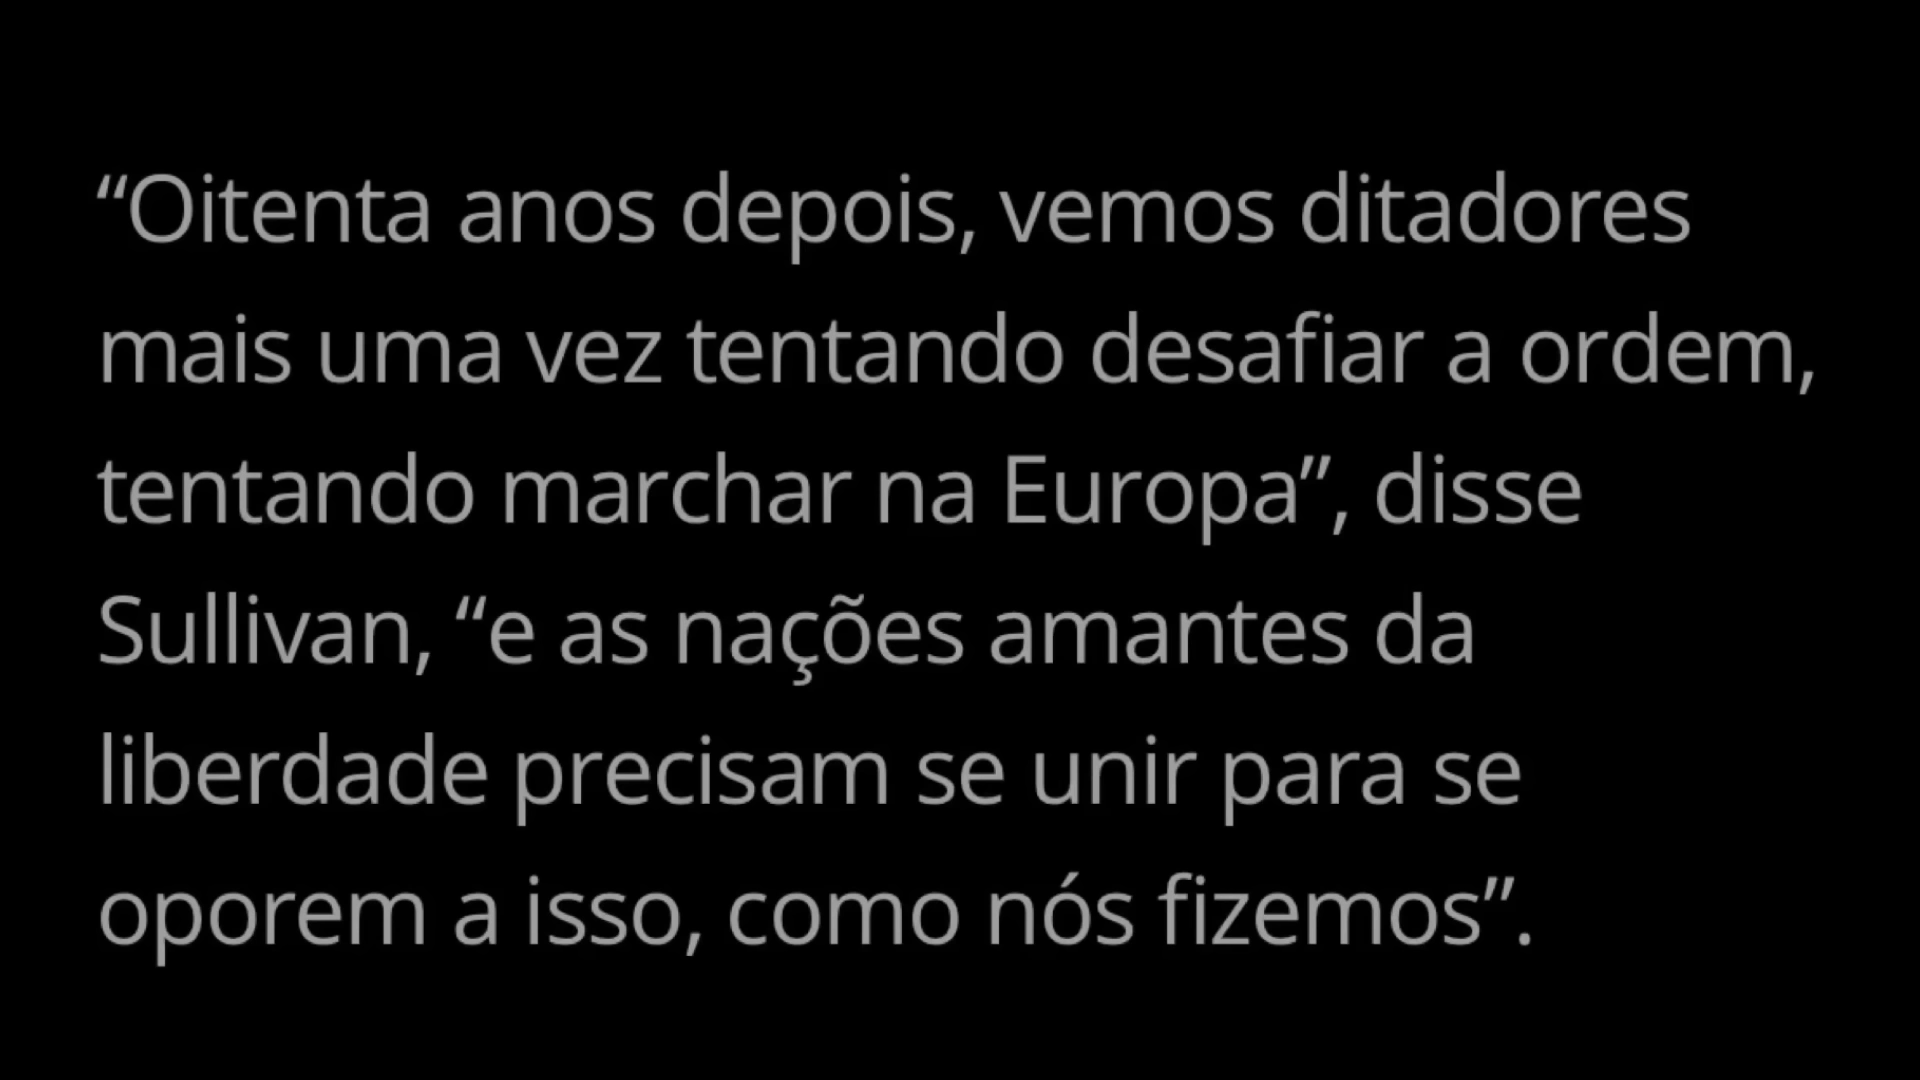 “Oitenta anos depois, vemos ditadores
mais uma vez tentando desafiar a ordem,
tentando marchar na Europa”, disse
Sullivan, “e as nações amantes da
liberdade precisam se unir para se
oporem a isso, como nós fizemos”.